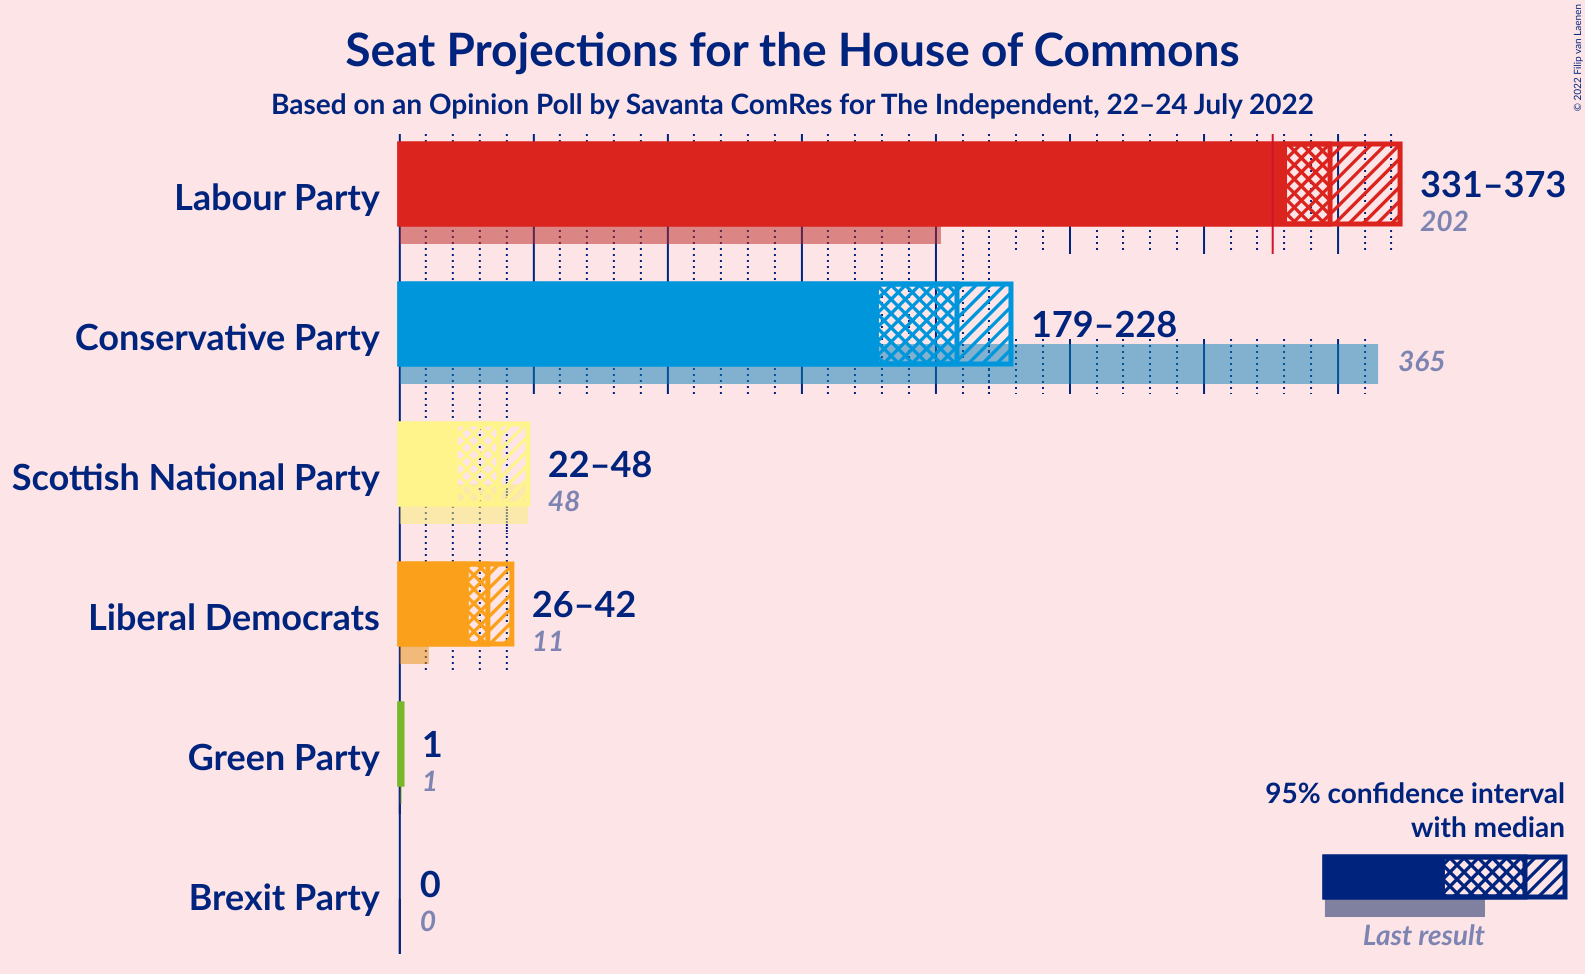 Seat Projections for the House of Commons
Based on an Opinion Poll by Savanta ComRes for The Independent, 22–24 July 2022
© 2022 Filip van Laenen
Labour Party
331–373
202
Conservative Party
179–228
365
Scottish National Party
22–48
48
Liberal Democrats
26–42
11
Green Party
1
1
Brexit Party
0
0
95% confidence interval
with median
Last result